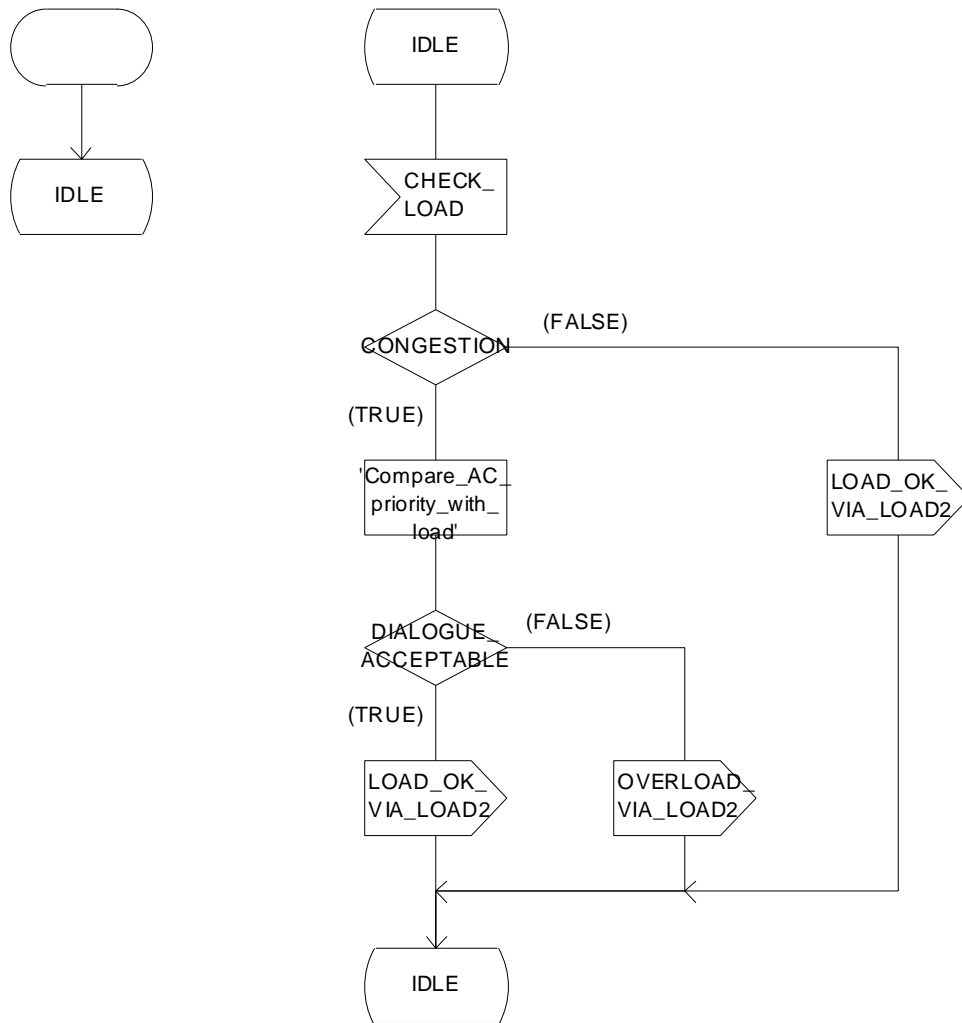 IDLE
IDLE
CHECK_
LOAD
(FALSE)
CONGESTION
(TRUE)
'Compare_AC_
priority_with_
load'
LOAD_OK_
VIA_LOAD2
(FALSE)
DIALOGUE_
ACCEPTABLE
(TRUE)
LOAD_OK_
VIA_LOAD2
OVERLOAD_
VIA_LOAD2
IDLE